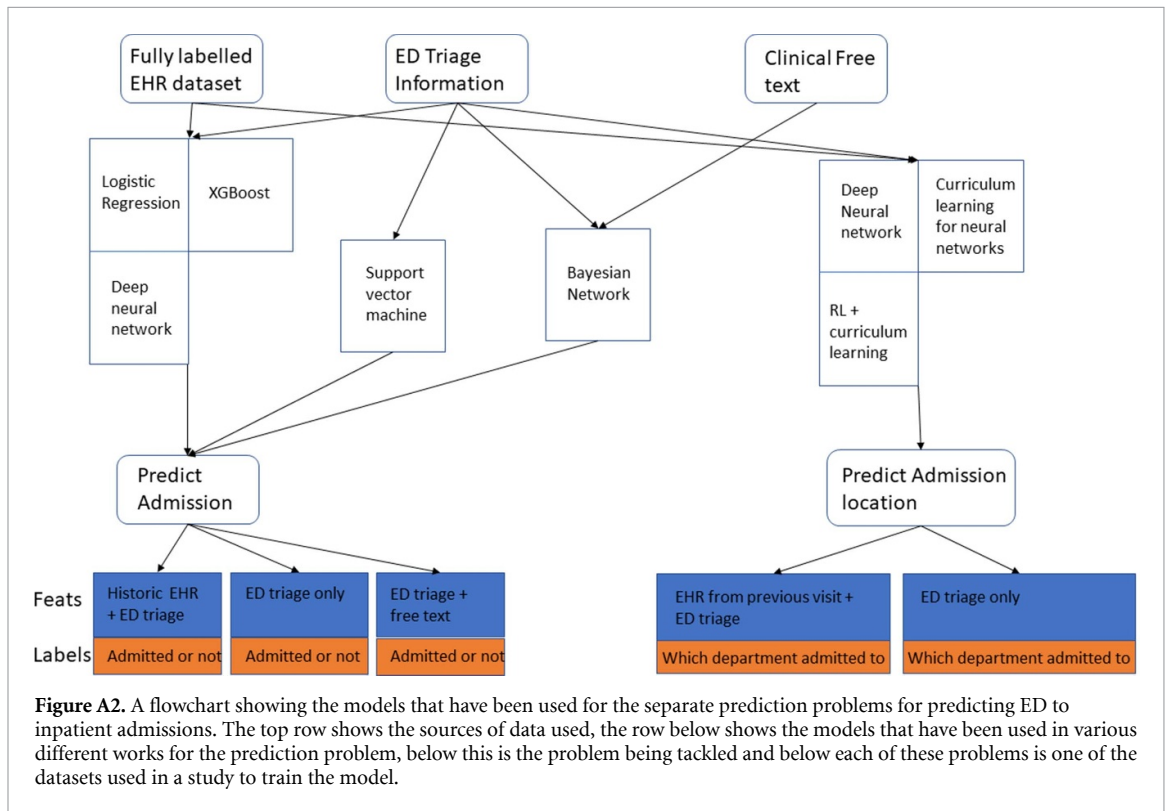 Fully labelled
EHR dataset
ED Triage
Information
Clinical Free
text
Logistic
Regression
XGBoost
Deep
neural
network
Support
vector
machine
Bayesian
Network
Deep
Neural
network
Curriculum
learning
for neural
networks
RL +
curriculum
learning
Predict
Admission
Predict Admission
location
Feats
Historic EHR
+ ED triage
ED triage only
ED triage +
free text
EHR from previous visit +
ED triage
ED triage only
Labels
Admitted or not
Admitted or not
Admitted or not
Which department admitted to
Which department admitted to
Figure A2. A flowchart showing the models that have been used for the separate prediction problems for predicting ED to
inpatient admissions. The top row shows the sources of data used, the row below shows the models that have been used in various
different works for the prediction problem, below this is the problem being tackled and below each of these problems is one of the
datasets used in a study to train the model.